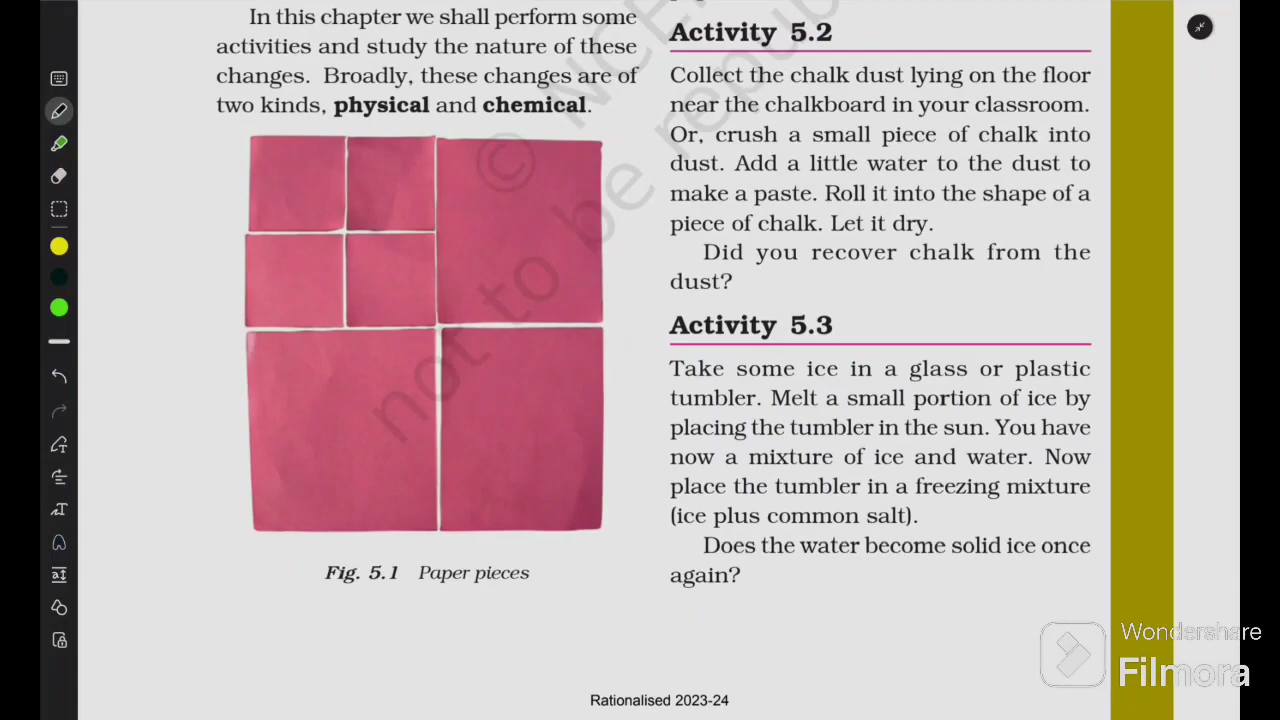 In this chapter we shall perform some
activities and study the nature of these
changes. Broadly, these changes are of
two kinds, physical and chemical.
Fig. 5.1 Paper pieces
Activity 5.2
Collect the chalk dust lying on the floor
near the chalkboard in your classroom.
Or, crush a small piece of chalk into
dust. Add a little water to the dust to
make a paste. Roll it into the shape of a
piece of chalk. Let it dry.
Did you recover chalk from the
dust?
Activity 5.3
Take some ice in a glass or plastic
tumbler. Melt a small portion of ice by
placing the tumbler in the sun. You have
now a mixture of ice and water. Now
place the tumbler in a freezing mixture
(ice plus common salt).
Does the water become solid ice once
again?
© NCE
not to be repu
Rationalised 2023-24
Wondershare
Filmora